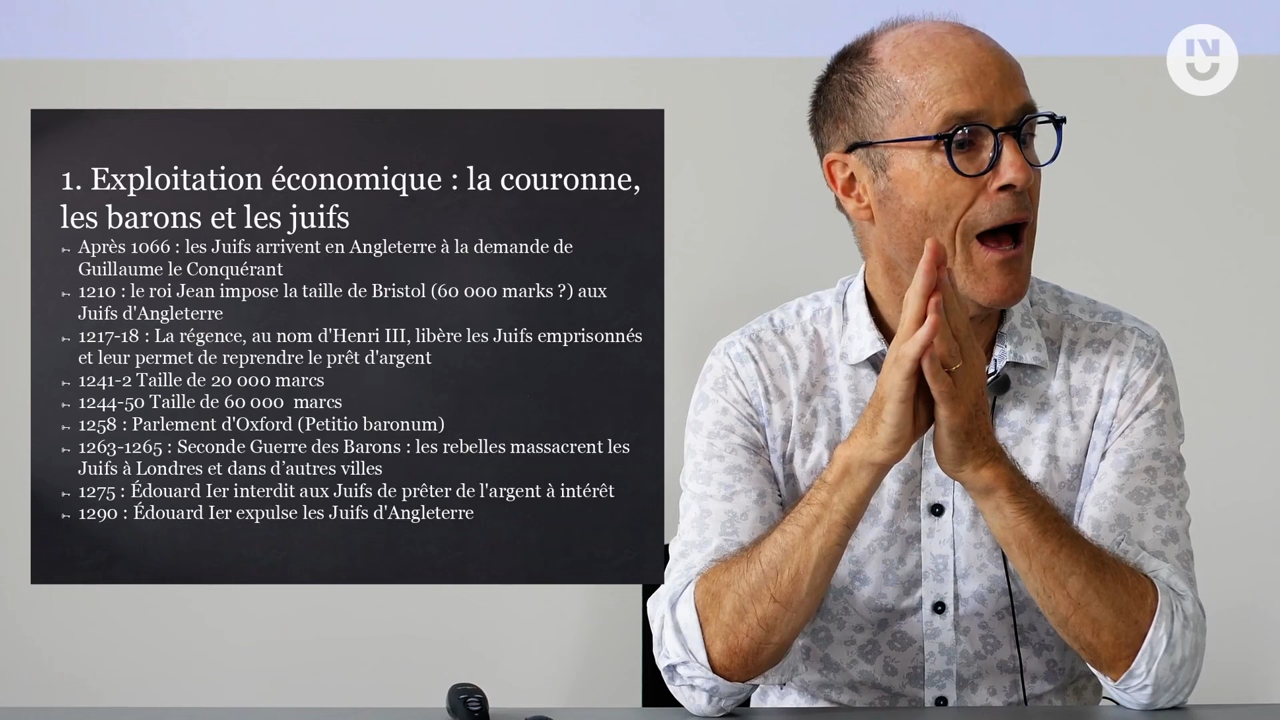 1. Exploitation économique : la couronne,
les barons et les juifs
Après 1066 : les Juifs arrivent en Angleterre à la demande de
Guillaume le Conquérant
1210 : le roi Jean impose la taille de Bristol (60 000 marks ?) aux
Juifs d'Angleterre
1217-18 : La régence, au nom d'Henri III, libère les Juifs emprisonnés
et leur permet de reprendre le prêt d'argent
1241-2 Taille de 20 000 marcs
1244-50 Taille de 60 000  marcs
1258 : Parlement d'Oxford (Petitio baronum)
1263-1265 : Seconde Guerre des Barons : les rebelles massacrent les
Juifs à Londres et dans d’autres villes
1275 : Édouard Ier interdit aux Juifs de prêter de l'argent à intérêt
1290 : Édouard Ier expulse les Juifs d'Angleterre